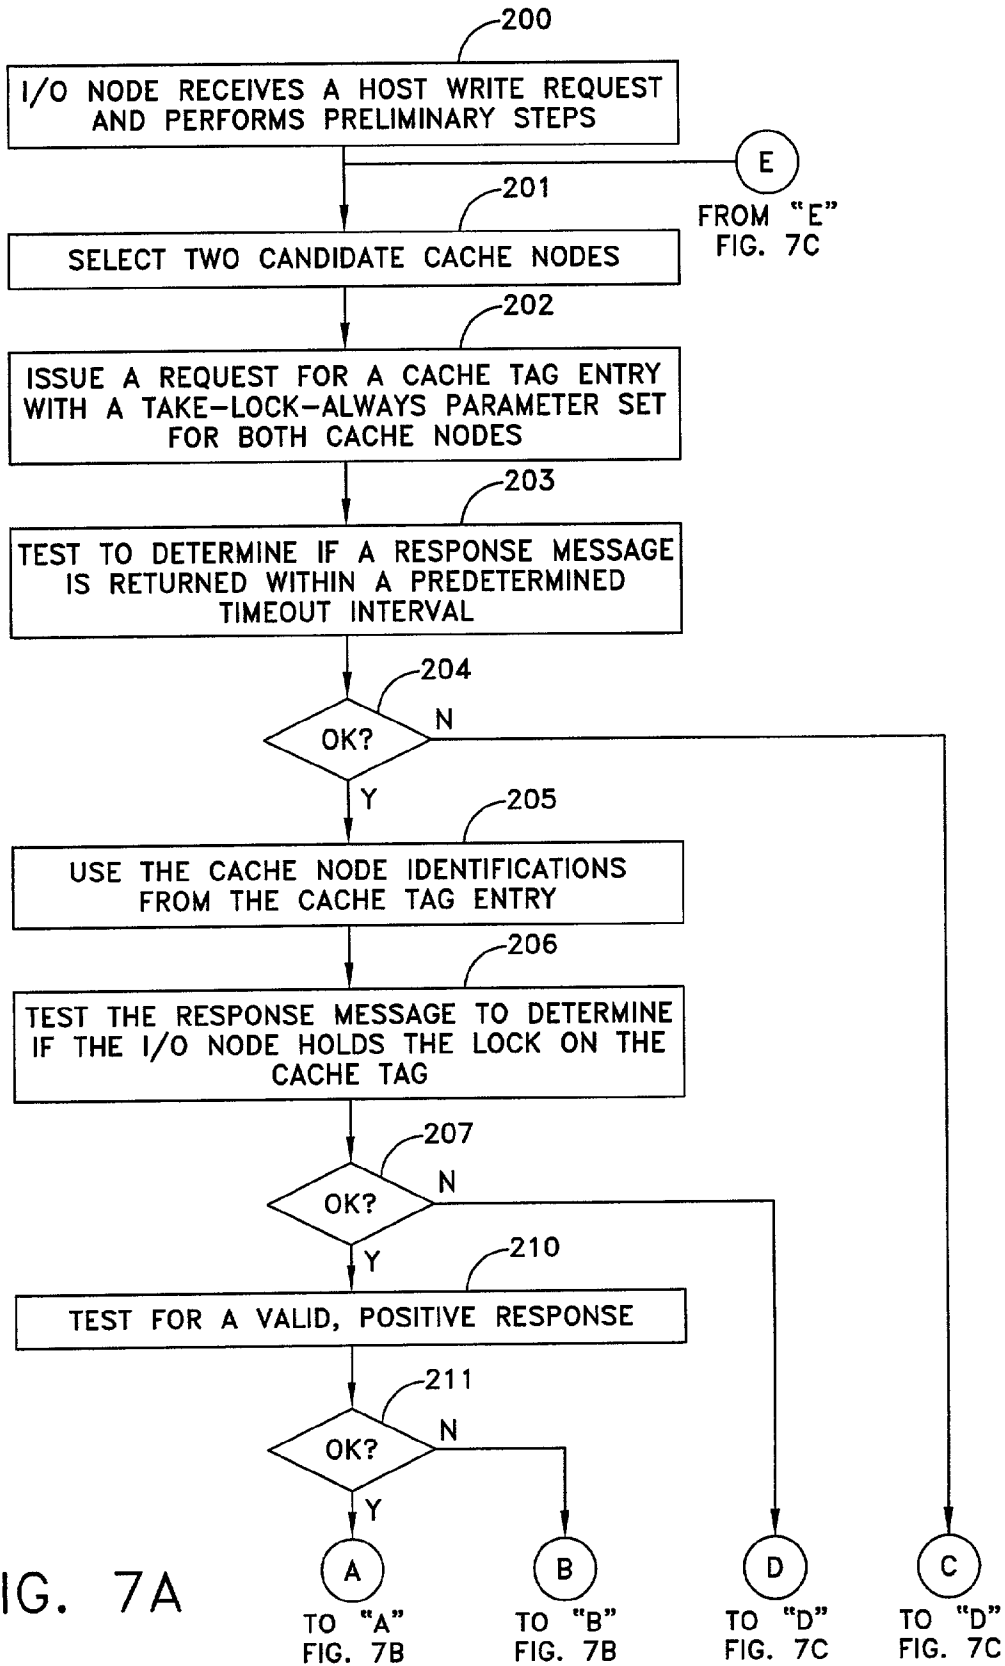 200
I/O NODE RECEIVES A HOST WRITE REQUEST
AND PERFORMS PRELIMINARY STEPS
E
FROM "E"
FIG. 7C
201
SELECT TWO CANDIDATE CACHE NODES
202
ISSUE A REQUEST FOR A CACHE TAG ENTRY
WITH A TAKE-LOCK-ALWAYS PARAMETER SET
FOR BOTH CACHE NODES
203
TEST TO DETERMINE IF A RESPONSE MESSAGE
IS RETURNED WITHIN A PREDETERMINED
TIMEOUT INTERVAL
204
OK?
N
Y
205
USE THE CACHE NODE IDENTIFICATIONS
FROM THE CACHE TAG ENTRY
206
TEST THE RESPONSE MESSAGE TO DETERMINE
IF THE I/O NODE HOLDS THE LOCK ON THE
CACHE TAG
207
OK?
N
Y
210
TEST FOR A VALID, POSITIVE RESPONSE
211
OK?
N
Y
A
TO "A"
FIG. 7B
B
TO "B"
FIG. 7B
D
TO "D"
FIG. 7C
C
TO "D"
FIG. 7C
IG. 7A